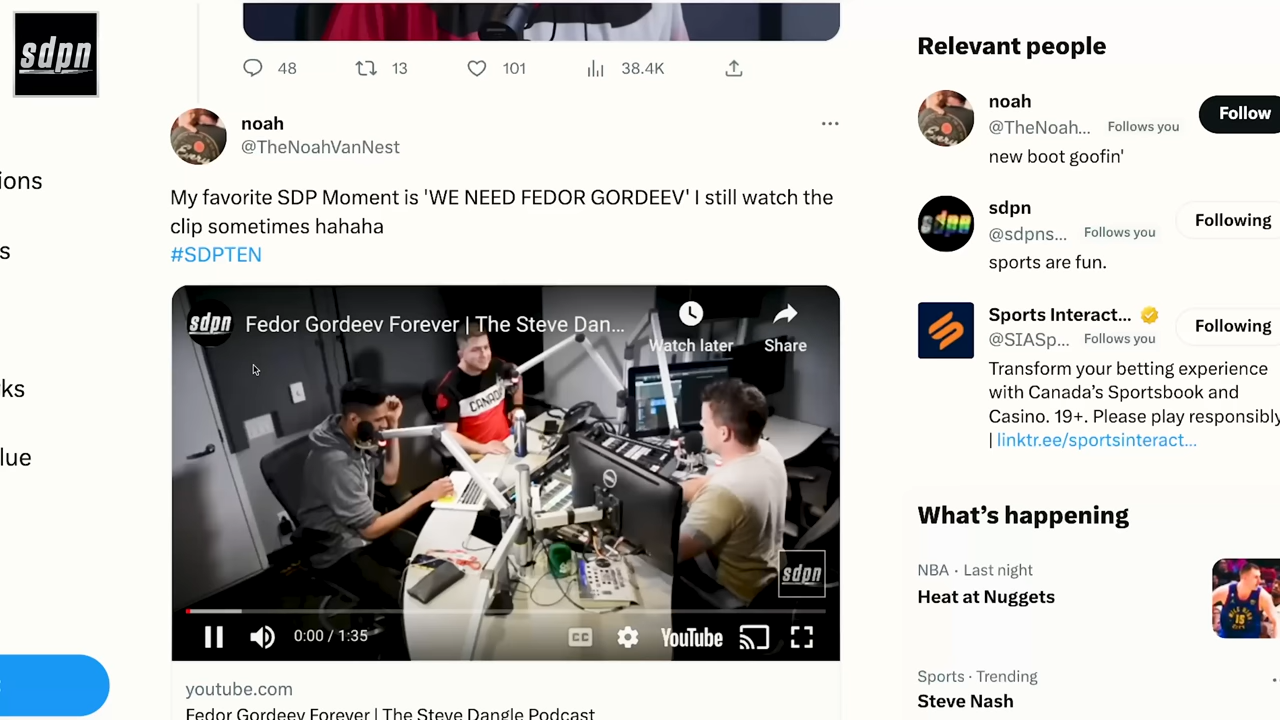 sdpn
48
13
101
38.4K
noah
@TheNoahVanNest
My favorite SDP Moment is 'WE NEED FEDOR GORDEEV' I still watch the
clip sometimes hahaha
#SDPTEN
sdpn
Fedor Gordeev Forever | The Steve Dan...
Watch later
Share
CANADA
sdpn
0:00 / 1:35
CC
YouTube
youtube.com
Fedor Gordeev Forever | The Steve Dangle Podcast
ions
s
ks
lue
Relevant people
noah
@TheNoah...
Follows you
Follow
new boot goofin'
sdpn
sdpn
@sdpns...
Follows you
Following
sports are fun.
Sports Interact...
@SIASp...
Follows you
Following
Transform your betting experience
with Canada's Sportsbook and
Casino. 19+. Please play responsibly
| linktr.ee/sportsinteract...
What's happening
NBA · Last night
Heat at Nuggets
15
Sports · Trending
Steve Nash